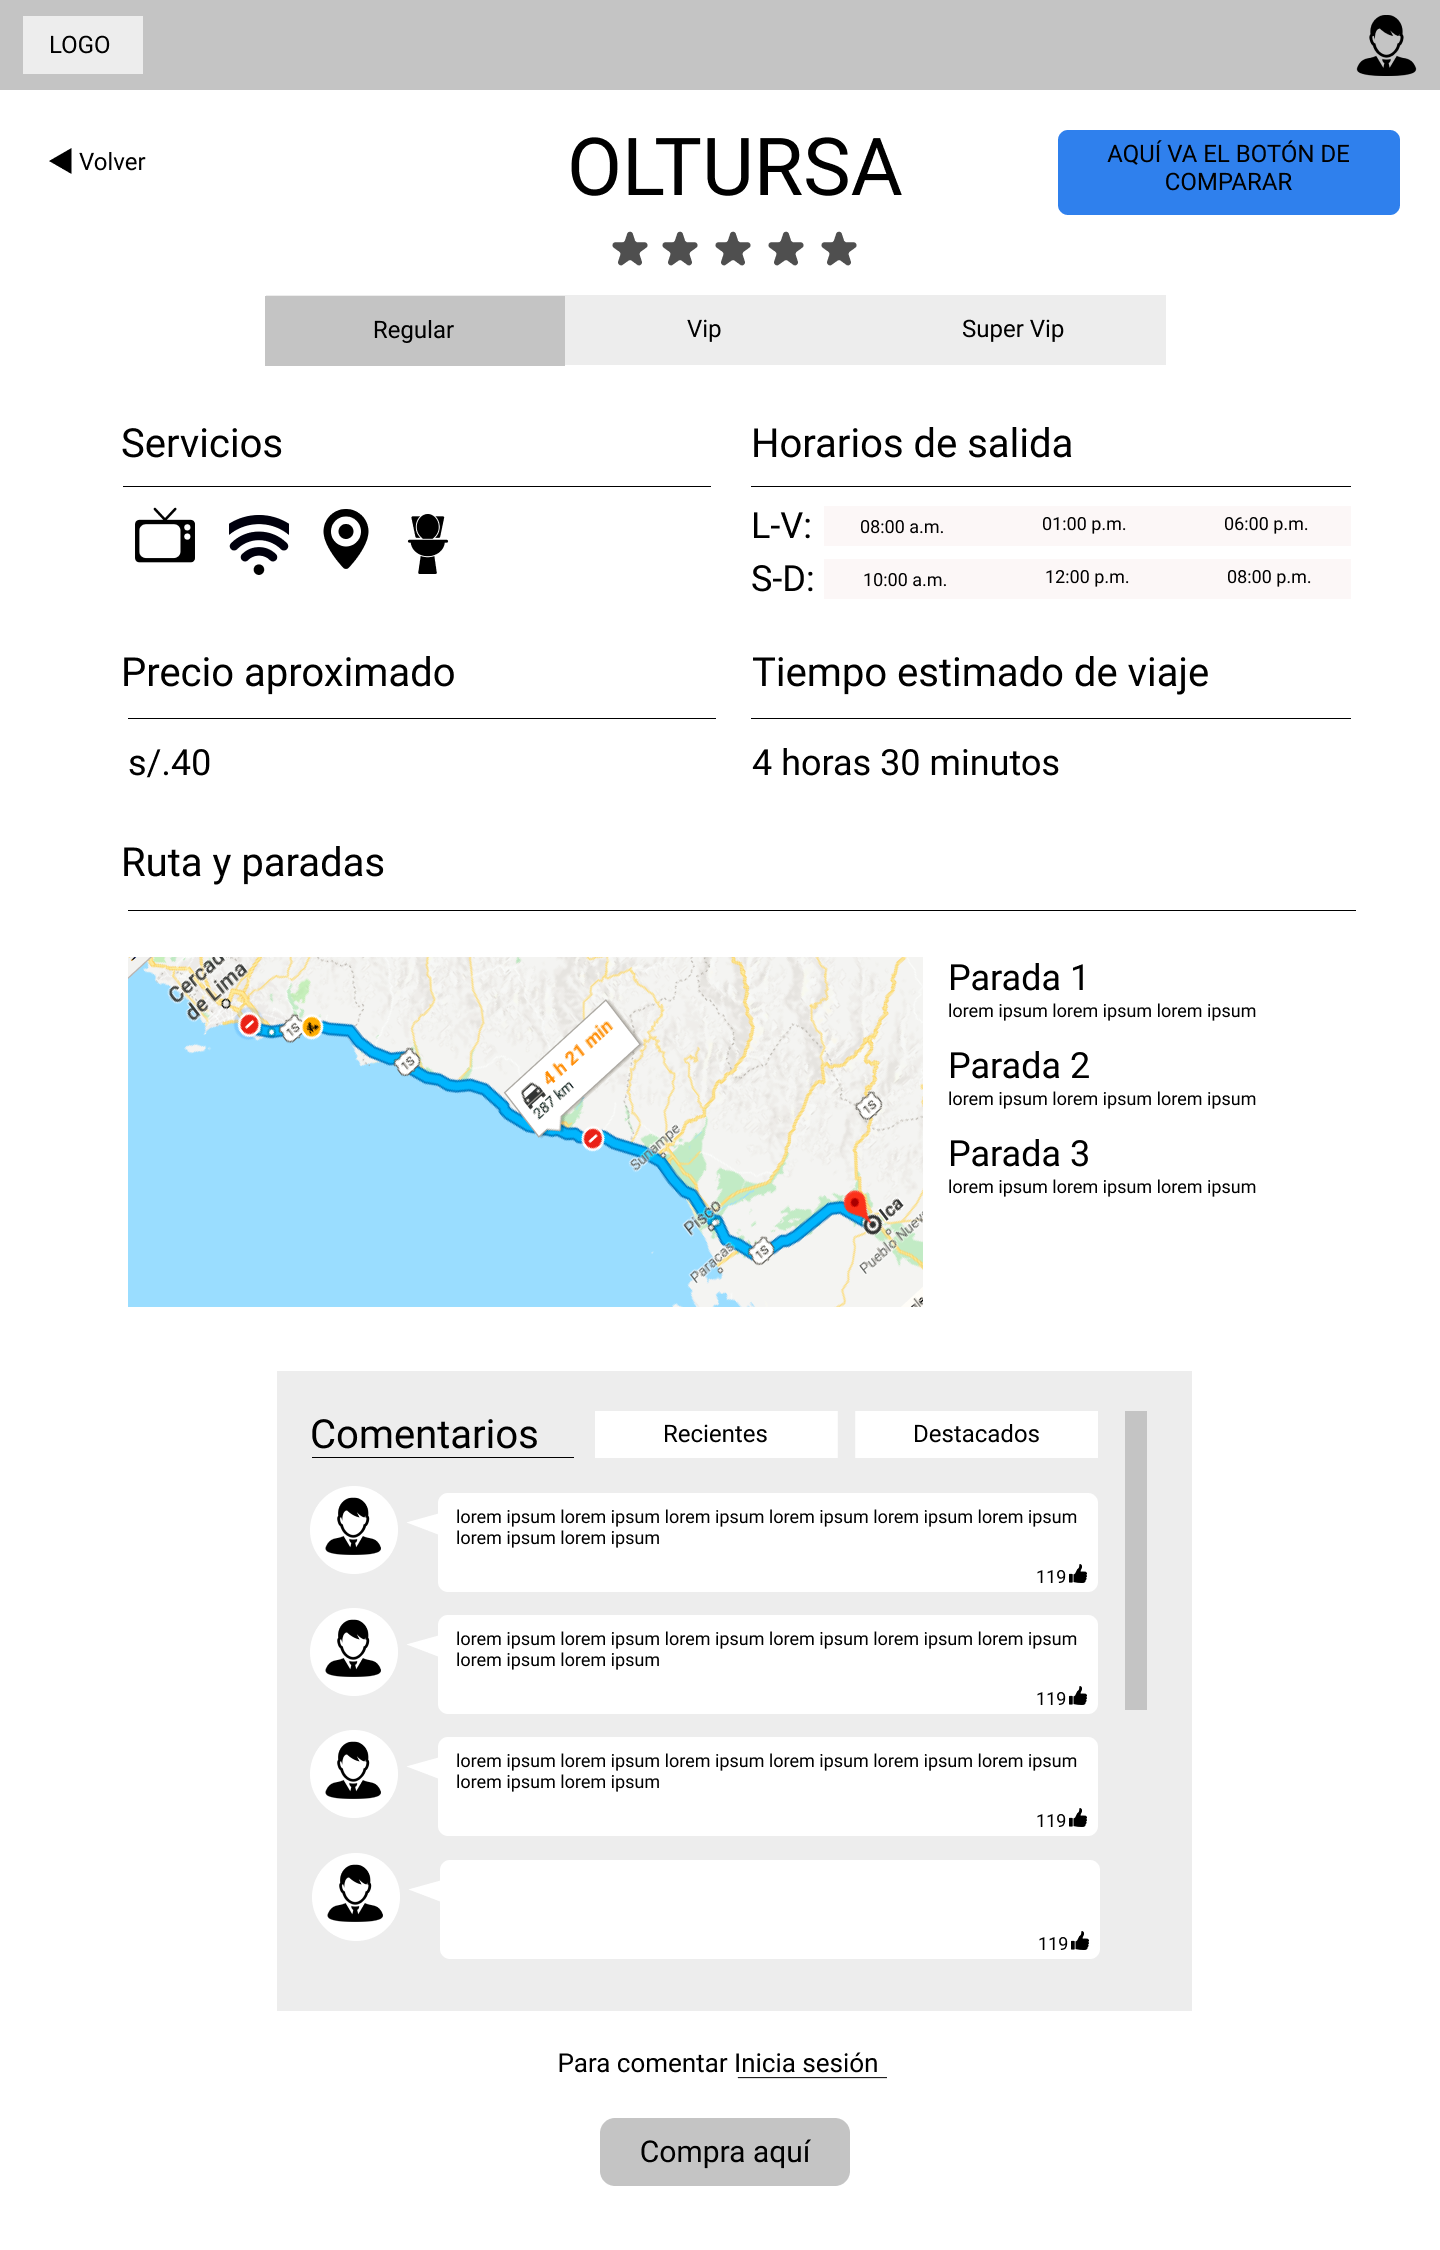 LOGO
Volver
OLTURSA
AQUÍ VA EL BOTÓN DE
COMPARAR
Regular
Vip
Super Vip
Servicios
Horarios de salida
L-V:
08:00 a.m.
01:00 p.m.
06:00 p.m.
S-D:
10:00 a.m.
12:00 p.m.
08:00 p.m.
Precio aproximado
Tiempo estimado de viaje
s/.40
4 horas 30 minutos
Ruta y paradas
Cercad
de Lima
1S
1S
4 h 21 min
287 km
1S
Sunampe
Pisco
Paracas
1S
Ica
Pueblo Nuev
Parada 1
lorem ipsum lorem ipsum lorem ipsum
Parada 2
lorem ipsum lorem ipsum lorem ipsum
Parada 3
lorem ipsum lorem ipsum lorem ipsum
Comentarios
Recientes
Destacados
lorem ipsum lorem ipsum lorem ipsum lorem ipsum lorem ipsum lorem ipsum
lorem ipsum lorem ipsum
119
lorem ipsum lorem ipsum lorem ipsum lorem ipsum lorem ipsum lorem ipsum
lorem ipsum lorem ipsum
119
lorem ipsum lorem ipsum lorem ipsum lorem ipsum lorem ipsum lorem ipsum
lorem ipsum lorem ipsum
119
119
Para comentar Inicia sesión
Compra aquí